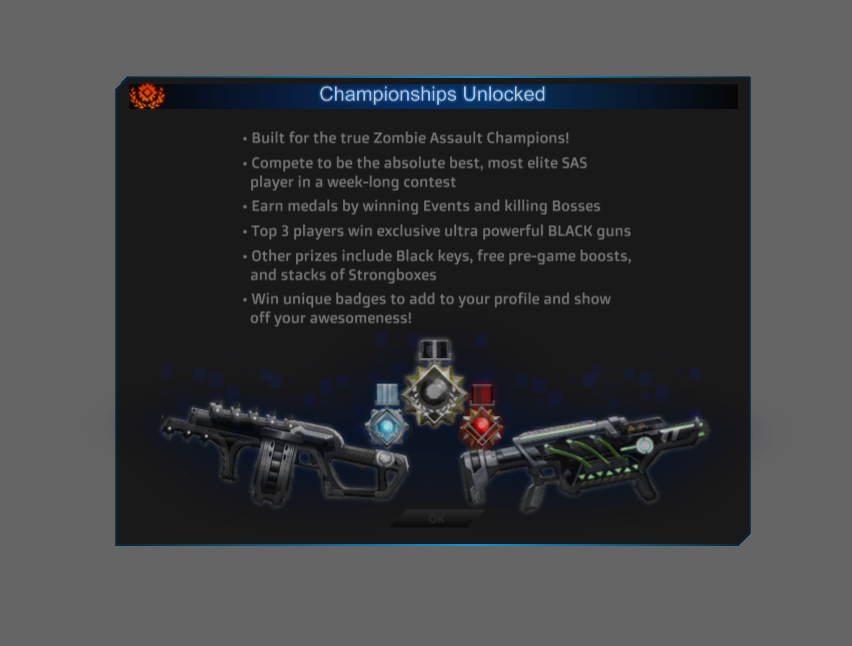 Championships Unlocked
• Built for the true Zombie Assault Champions!
• Compete to be the absolute best, most elite SAS
player in a week-long contest
• Earn medals by winning Events and killing Bosses
• Top 3 players win exclusive ultra powerful BLACK guns
• Other prizes include Black keys, free pre-game boosts,
and stacks of Strongboxes
• Win unique badges to add to your profile and show
off your awesomeness!
OK